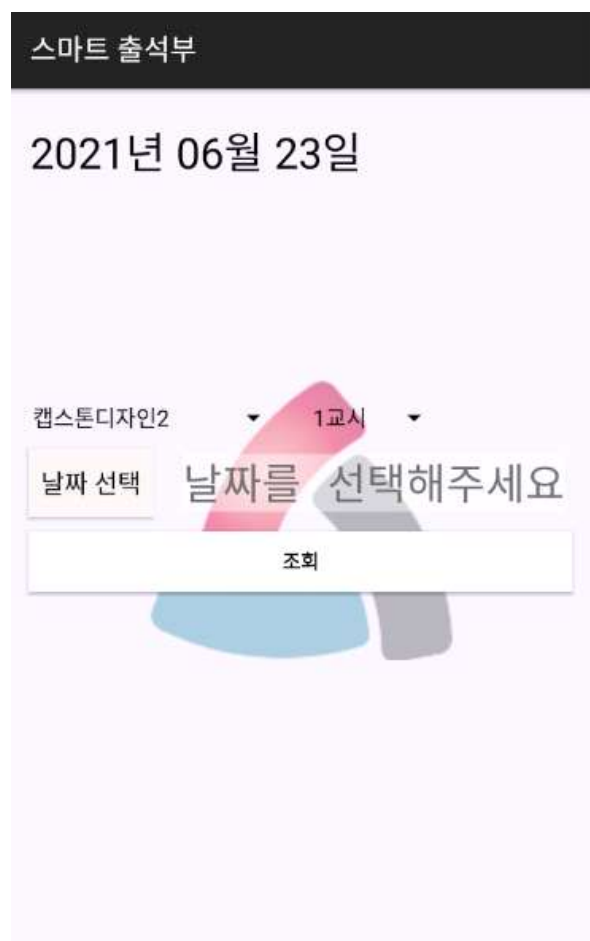 스마트 출석부
2021년 06월 23일
캡스톤디자인2 1교시
날짜 선택 날짜를 선택해주세요
조회